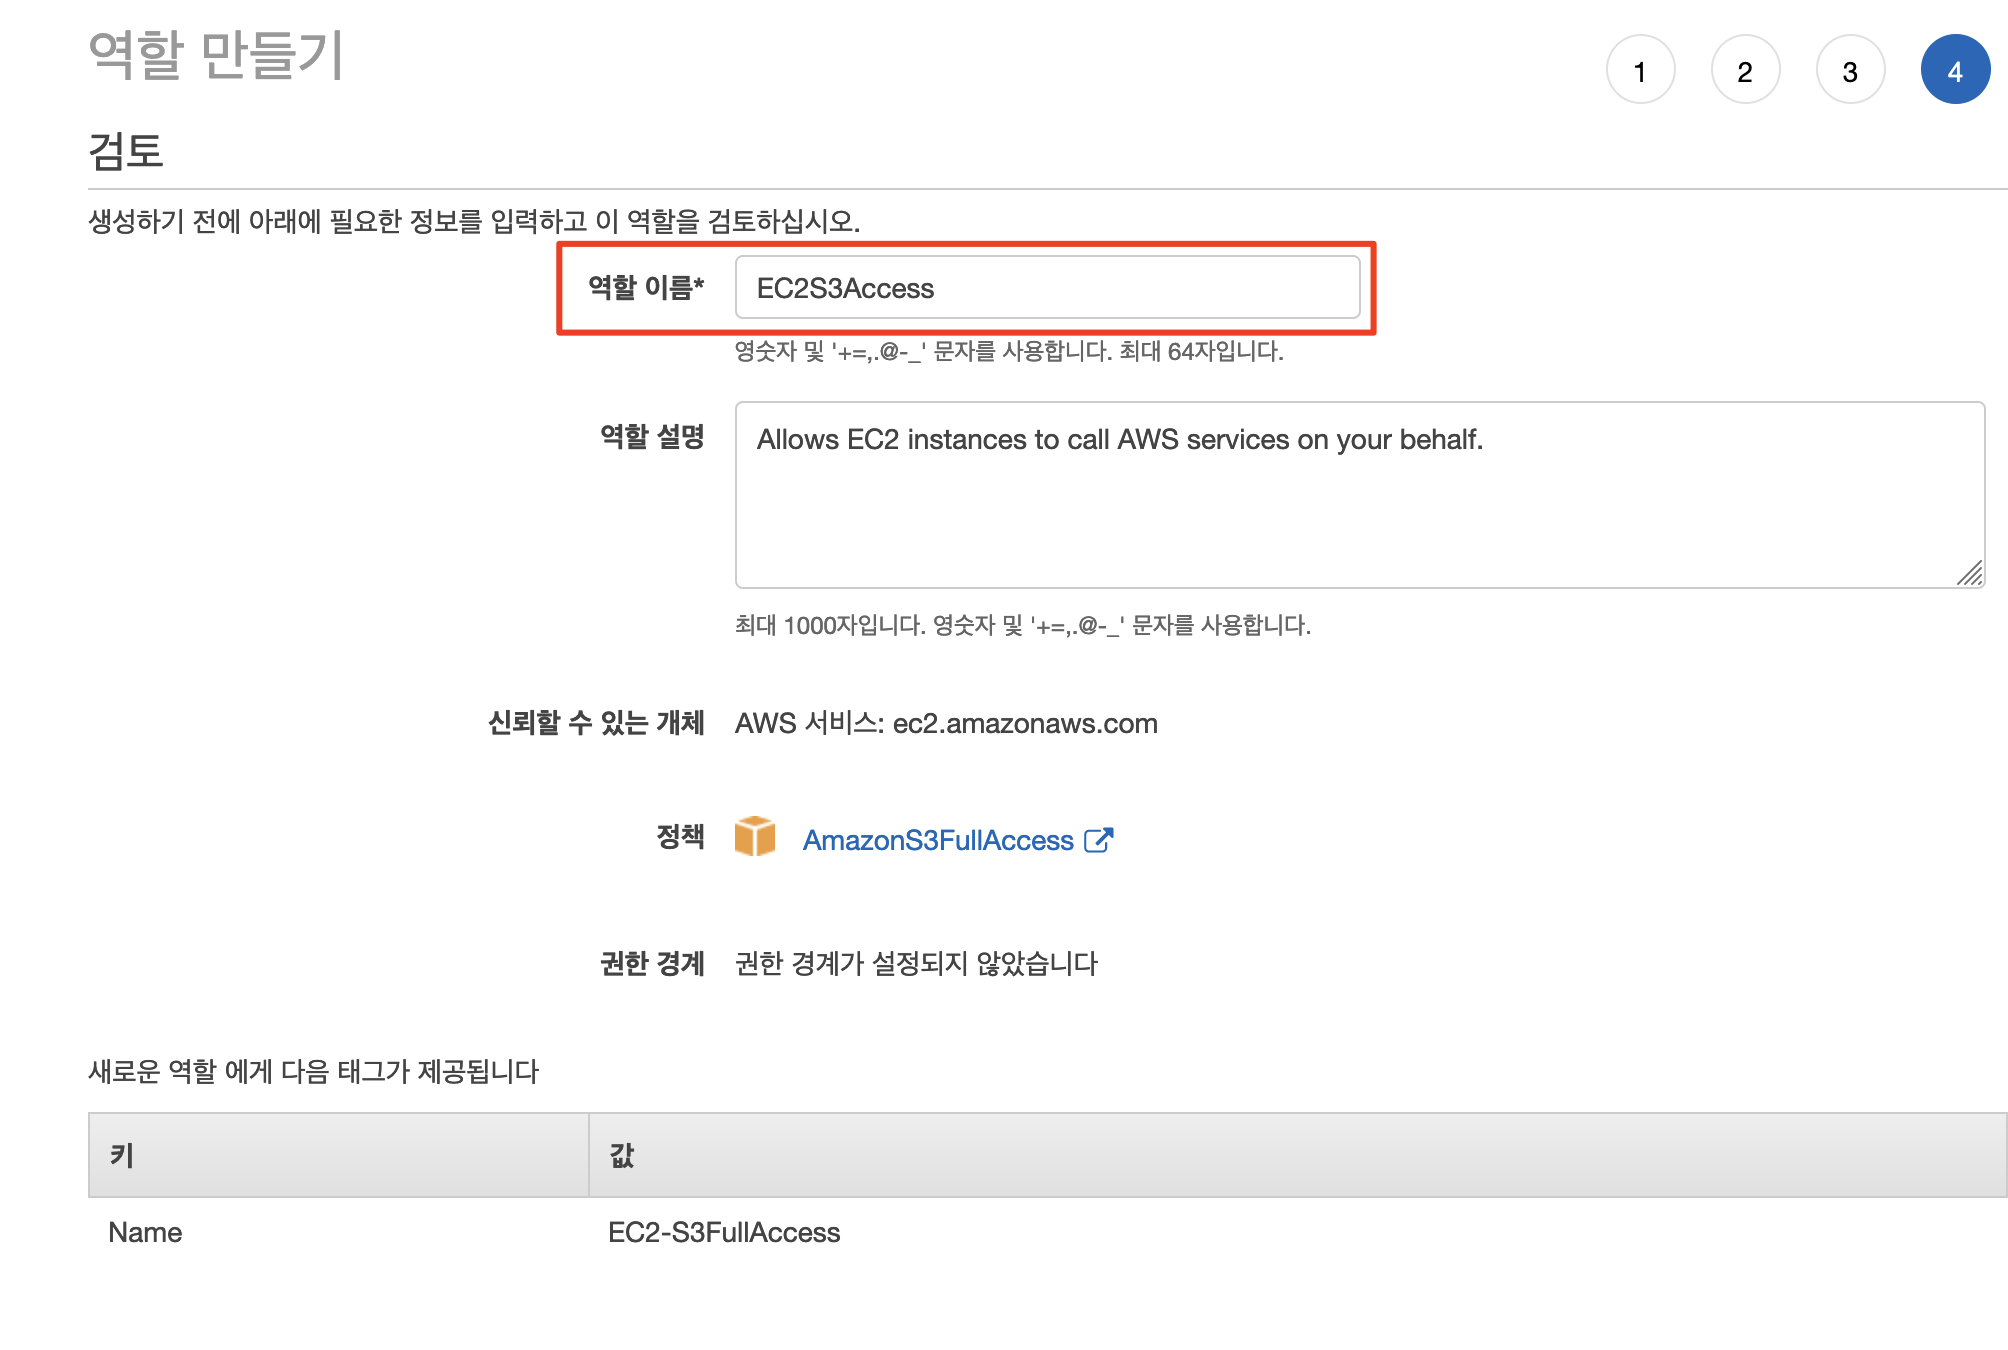 역할 만들기
1 2 3 4
검토
생성하기 전에 아래에 필요한 정보를 입력하고 이 역할을 검토하십시오.
역할 이름* EC2S3Access
영숫자 및 '+=,.@-_' 문자를 사용합니다. 최대 64자입니다.
역할 설명 Allows EC2 instances to call AWS services on your behalf.
최대 1000자입니다. 영숫자 및 '+=,.@-_' 문자를 사용합니다.
신뢰할 수 있는 개체 AWS 서비스: ec2.amazonaws.com
정책 AmazonS3FullAccess
권한 경계 권한 경계가 설정되지 않았습니다
새로운 역할 에게 다음 태그가 제공됩니다
키 값
Name EC2-S3FullAccess